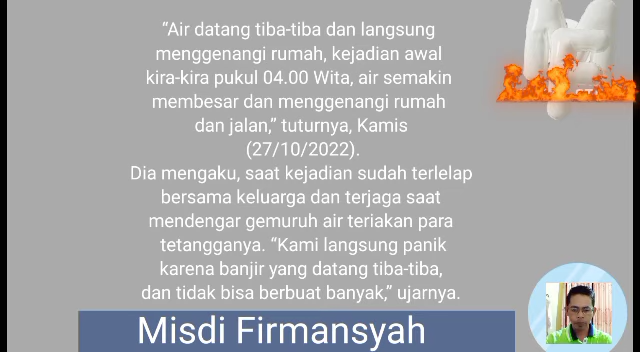 “Air datang tiba-tiba dan langsung
menggenangi rumah, kejadian awal
kira-kira pukul 04.00 Wita, air semakin
membesar dan menggenangi rumah
dan jalan,” tuturnya, Kamis
(27/10/2022).
Dia mengaku, saat kejadian sudah terlelap
bersama keluarga dan terjaga saat
mendengar gemuruh air teriakan para
tetangganya. “Kami langsung panik
karena banjir yang datang tiba-tiba,
dan tidak bisa berbuat banyak,” ujarnya.
Misdi Firmansyah